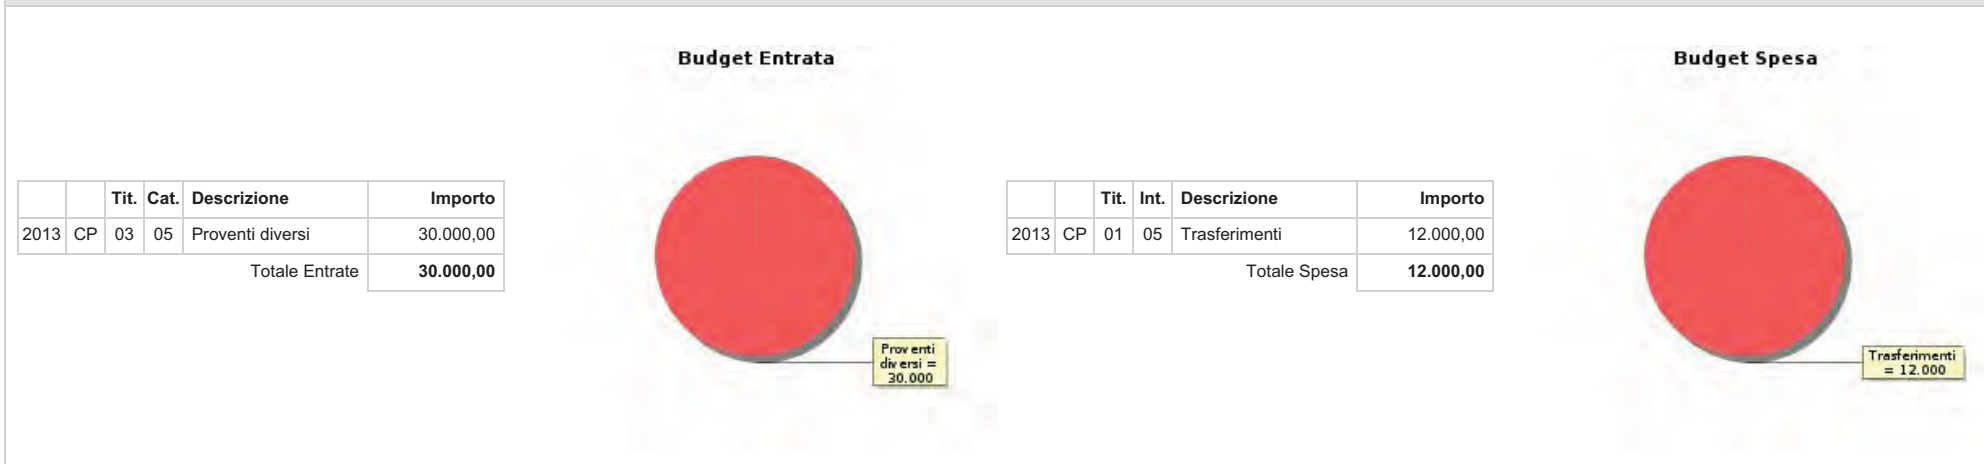 Budget Entrata
Tit. Cat. Descrizione Importo
2013 CP 03 05 Proventi diversi 30.000,00
Totale Entrate 30.000,00
Proventi
diversi =
30.000
Budget Spesa
Tit. Int. Descrizione Importo
2013 CP 01 05 Trasferimenti 12.000,00
Totale Spesa 12.000,00
Trasferimenti
= 12.000